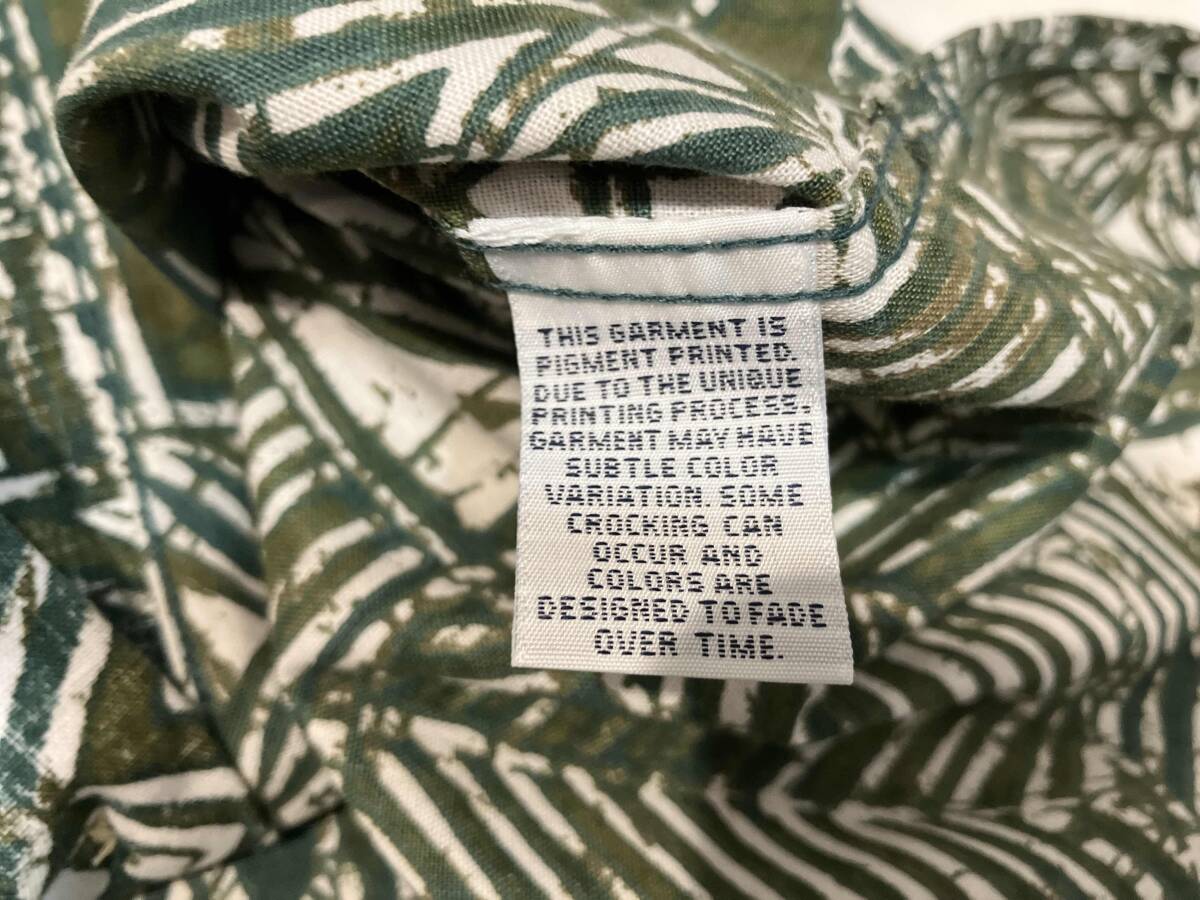 THIS GARMENT IS
PIGMENT PRINTED.
DUE TO THE UNIQUE
PRINTING PROCESS.
GARMENT MAY HAVE
SUBTLE COLOR
VARIATION. SOME
CROCKING CAN
OCCUR AND
COLORS ARE
DESIGNED TO FADE
OVER TIME.